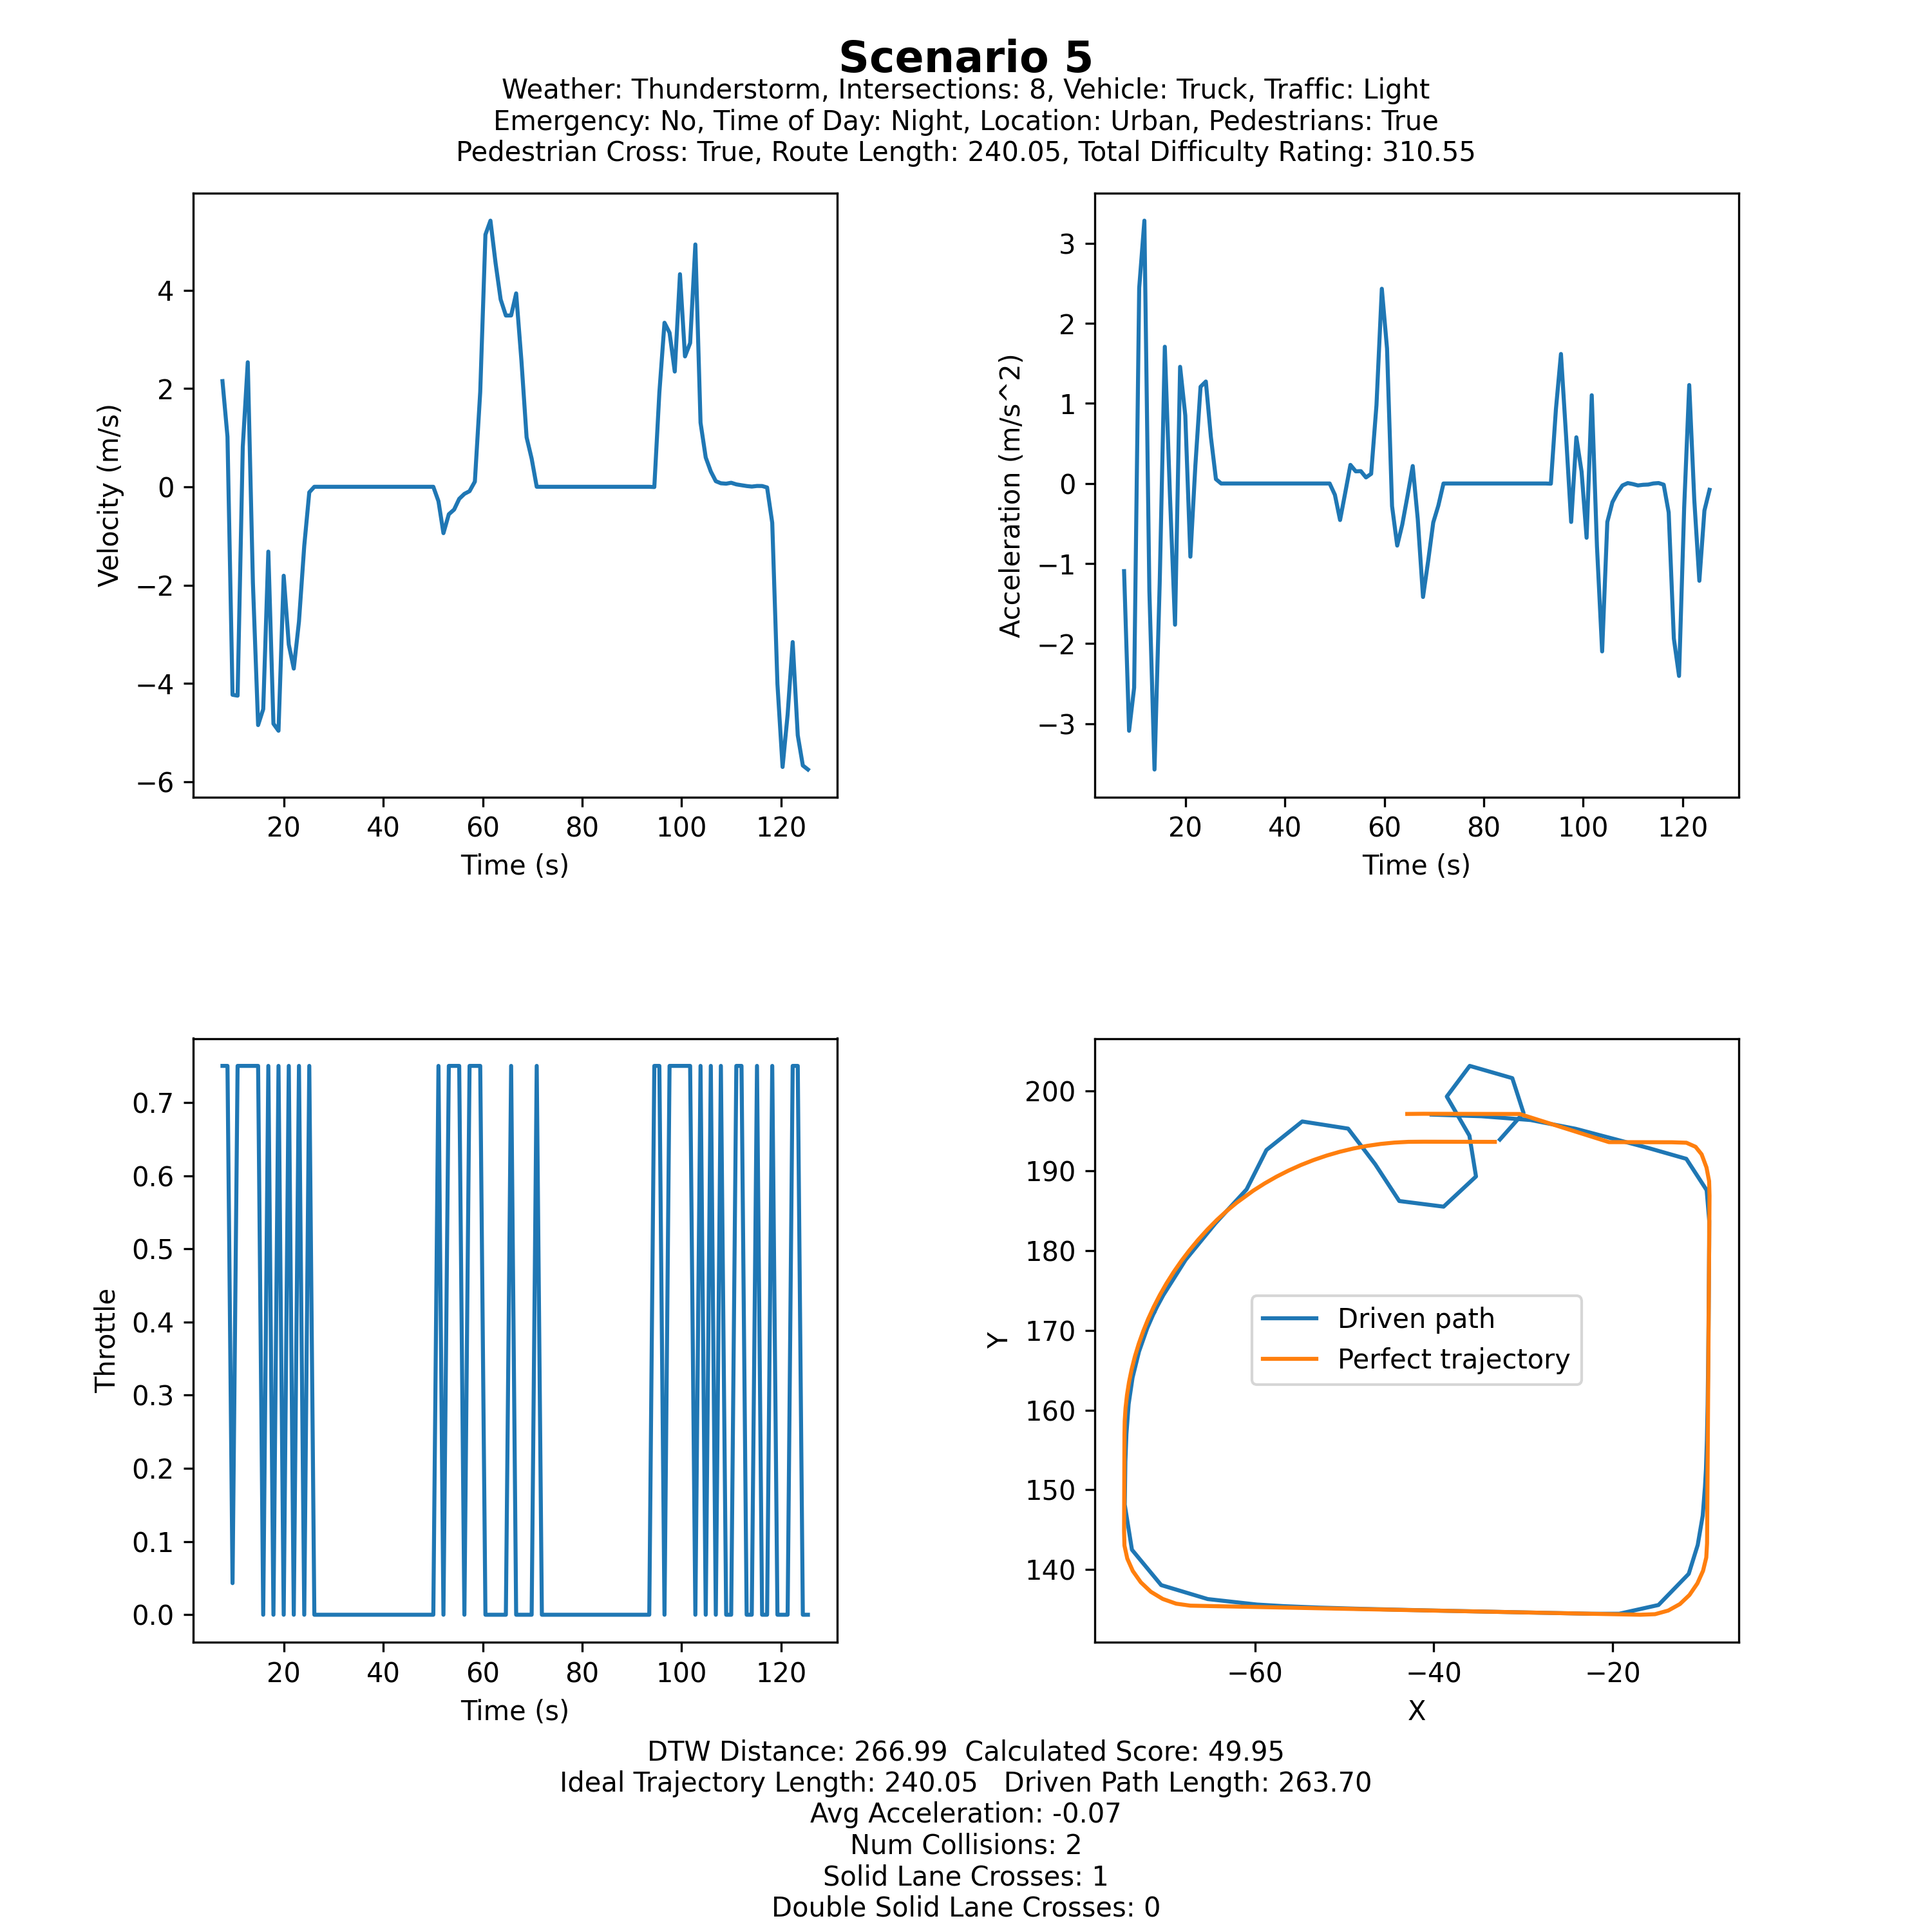 Scenario 5
Weather: Thunderstorm, Intersections: 8, Vehicle: Truck, Traffic: Light
Emergency: No, Time of Day: Night, Location: Urban, Pedestrians: True
Pedestrian Cross: True, Route Length: 240.05, Total Difficulty Rating: 310.55
Velocity (m/s)
4
2
0
−2
−4
−6
20 40 60 80 100 120
Time (s)
Acceleration (m/s^2)
3
2
1
0
−1
−2
−3
20 40 60 80 100 120
Time (s)
Throttle
0.7
0.6
0.5
0.4
0.3
0.2
0.1
0.0
20 40 60 80 100 120
Time (s)
Y
200
190
180
170
160
150
140
Driven path
Perfect trajectory
−60 −40 −20
X
DTW Distance: 266.99  Calculated Score: 49.95
Ideal Trajectory Length: 240.05   Driven Path Length: 263.70
Avg Acceleration: -0.07
Num Collisions: 2
Solid Lane Crosses: 1
Double Solid Lane Crosses: 0